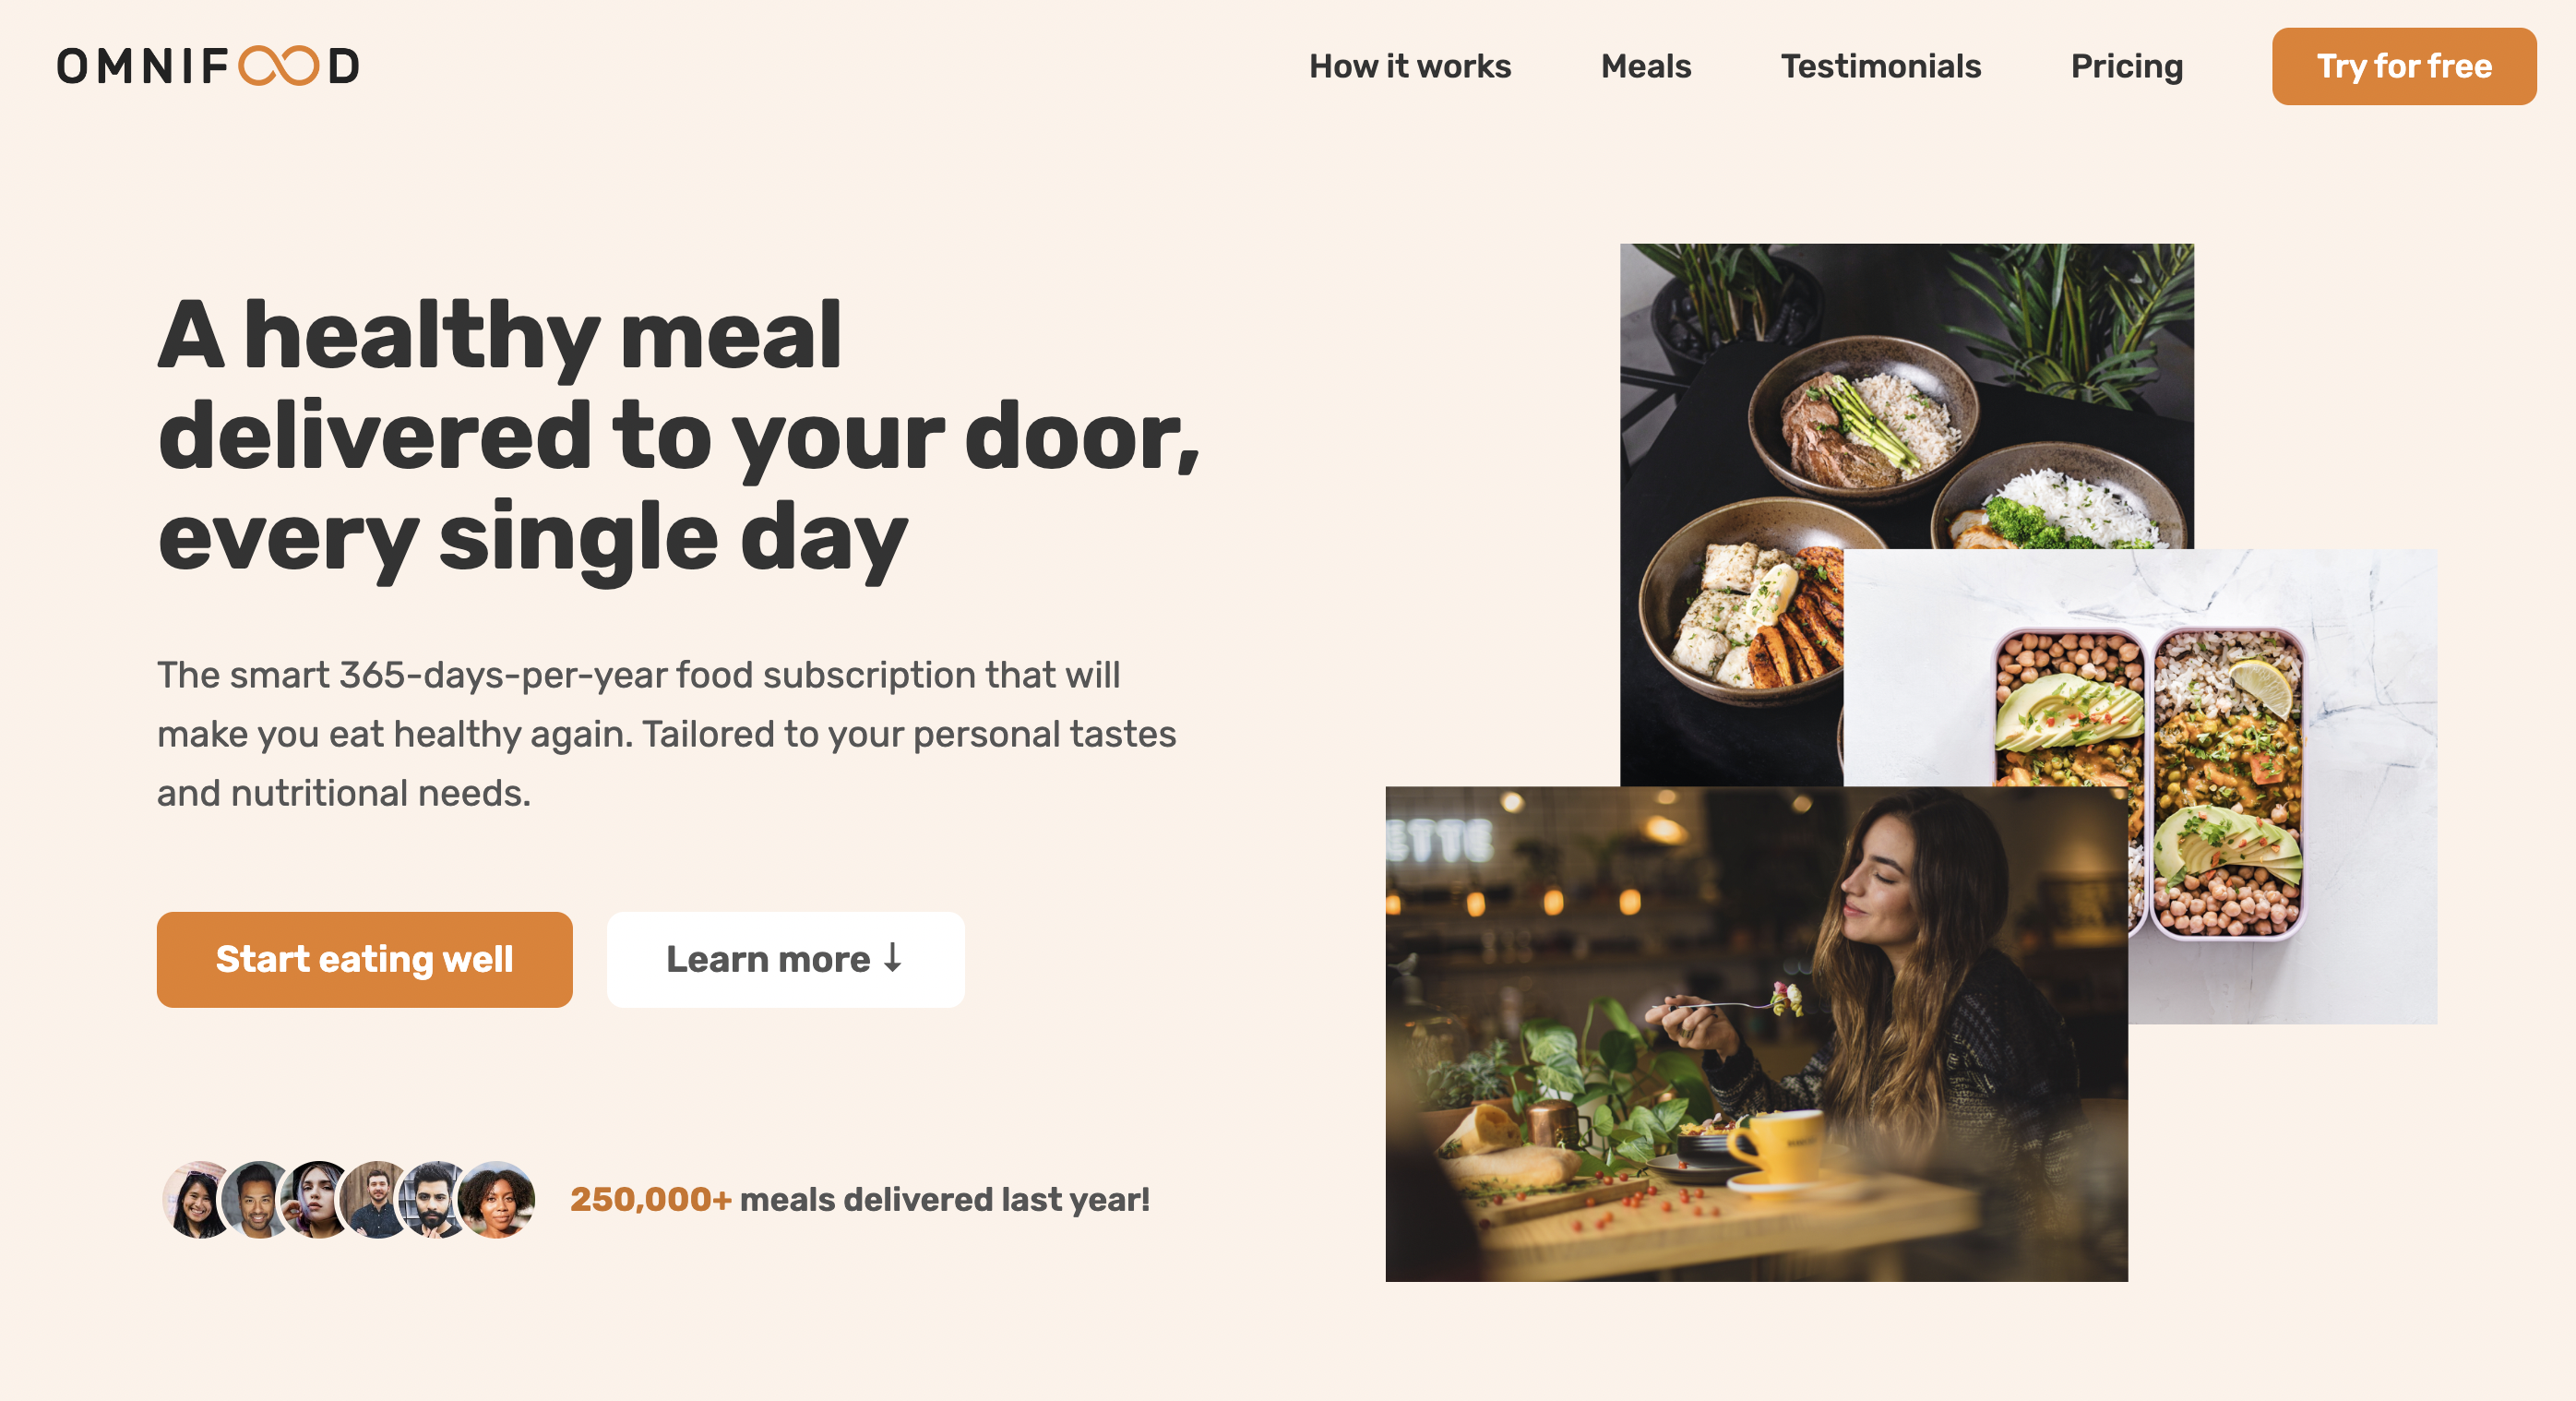 OMNIFOOD
How it works
Meals
Testimonials
Pricing
Try for free
A healthy meal
delivered to your door,
every single day
The smart 365-days-per-year food subscription that will
make you eat healthy again. Tailored to your personal tastes
and nutritional needs.
Start eating well
Learn more ↓
ETTE
250,000+ meals delivered last year!